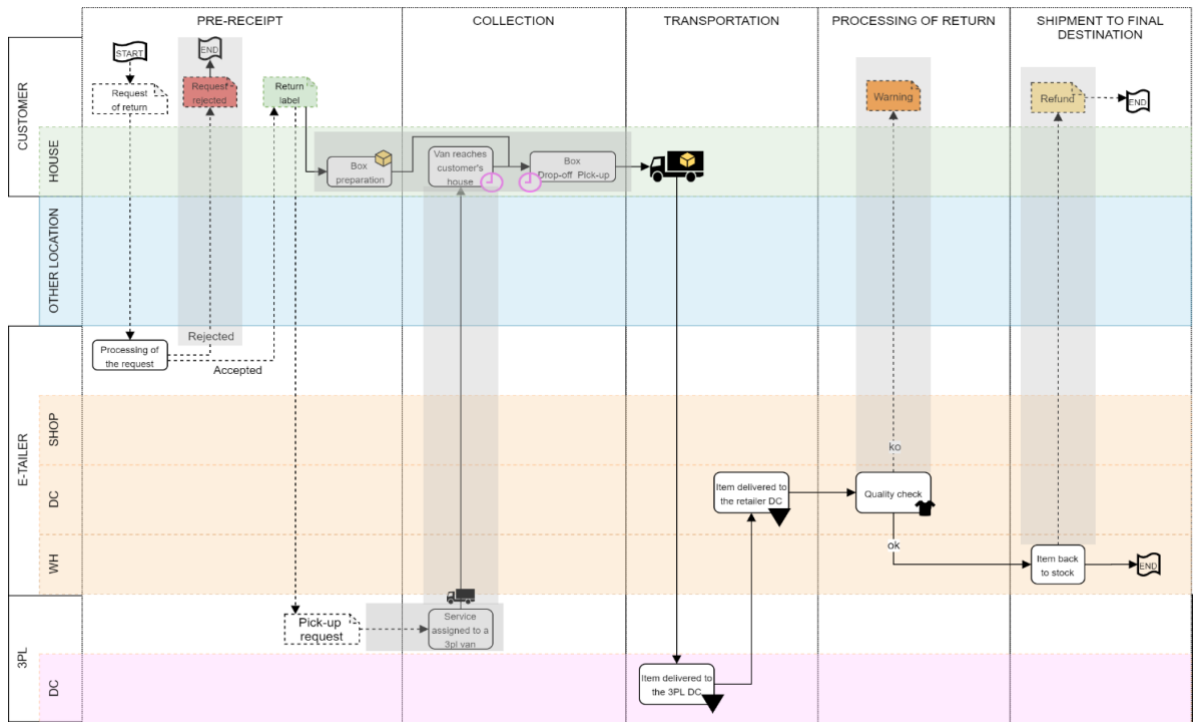 PRE-RECEIPT
COLLECTION
TRANSPORTATION
PROCESSING OF RETURN
SHIPMENT TO FINAL
DESTINATION
CUSTOMER
START
END
Request
of return
Request
rejected
Return
label
Warning
Refund
END
HOUSE
Box
preparation
Van reaches
customer's
house
Box
Drop-off Pick-up
OTHER LOCATION
E-TAILER
Processing of
the request
Rejected
Accepted
SHOP
ko
DC
Item delivered to
the retailer DC
Quality check
WH
ok
Item back
to stock
END
3PL
Pick-up
request
Service
assigned to a
3pl van
DC
Item delivered to
the 3PL DC